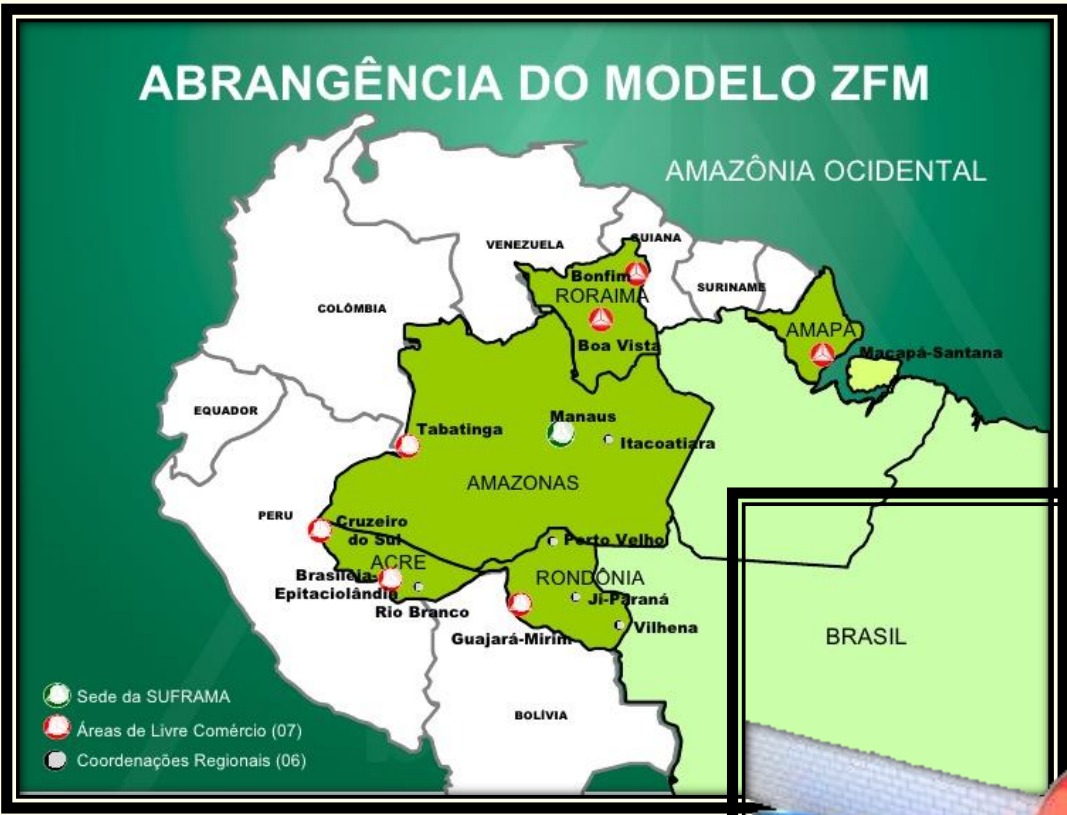 ABRANGÊNCIA DO MODELO ZFM
AMAZÔNIA OCIDENTAL
VENEZUELA
GUIANA
Bonfim
RORAIMA
SURINAME
COLÔMBIA
AMAPÁ
Boa Vista
Macapá-Santana
EQUADOR
Manaus
Tabatinga
Itacoatiara
AMAZONAS
PERU
Cruzeiro
do Sul
Porto Velho
ACRE
Brasileia-
Epitaciolândia
RONDÔNIA
Ji-Paraná
Rio Branco
Vilhena
Guajará-Mirim
BRASIL
BOLÍVIA
Sede da SUFRAMA
Áreas de Livre Comércio (07)
Coordenações Regionais (06)